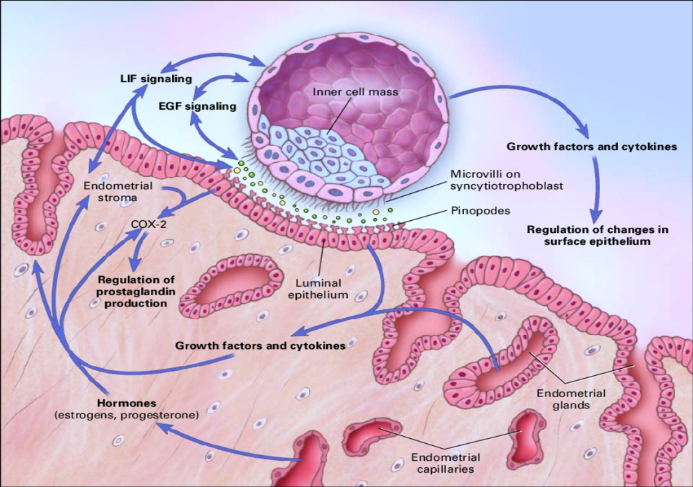 LIF signaling
EGF signaling
Inner cell mass
Growth factors and cytokines
Microvilli on
syncytiotrophoblast
Pinopodes
Regulation of changes in
surface epithelium
Endometrial
stroma
COX-2
Regulation of
prostaglandin
production
Luminal
epithelium
Growth factors and cytokines
Hormones
(estrogens, progesterone)
Endometrial
glands
Endometrial
capillaries